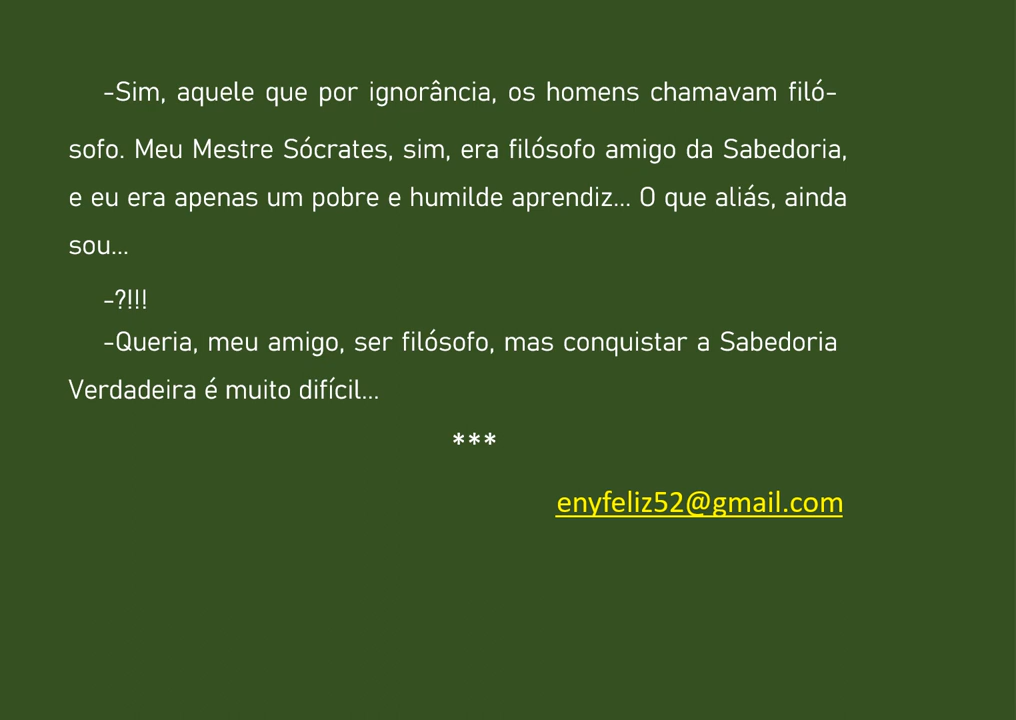 -Sim, aquele que por ignorância, os homens chamavam filó-
sofo. Meu Mestre Sócrates, sim, era filósofo amigo da Sabedoria,
e eu era apenas um pobre e humilde aprendiz... O que aliás, ainda
sou...
-?!!!
-Queria, meu amigo, ser filósofo, mas conquistar a Sabedoria
Verdadeira é muito difícil...
***
enyfeliz52@gmail.com